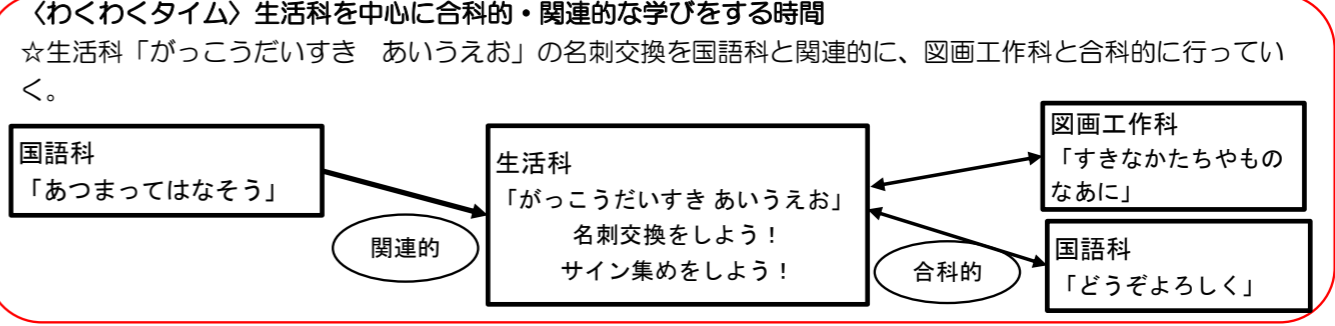 〈わくわくタイム〉生活科を中心に合科的・関連的な学びをする時間
☆生活科「がっこうだいすき　あいうえお」の名刺交換を国語科と関連的に、図画工作科と合科的に行ってい
く。
国語科
「あつまってはなそう」
関連的
生活科
「がっこうだいすき あいうえお」
名刺交換をしよう！
サイン集めをしよう！
合科的
図画工作科
「すきなかたちやもの
なあに」
国語科
「どうぞよろしく」